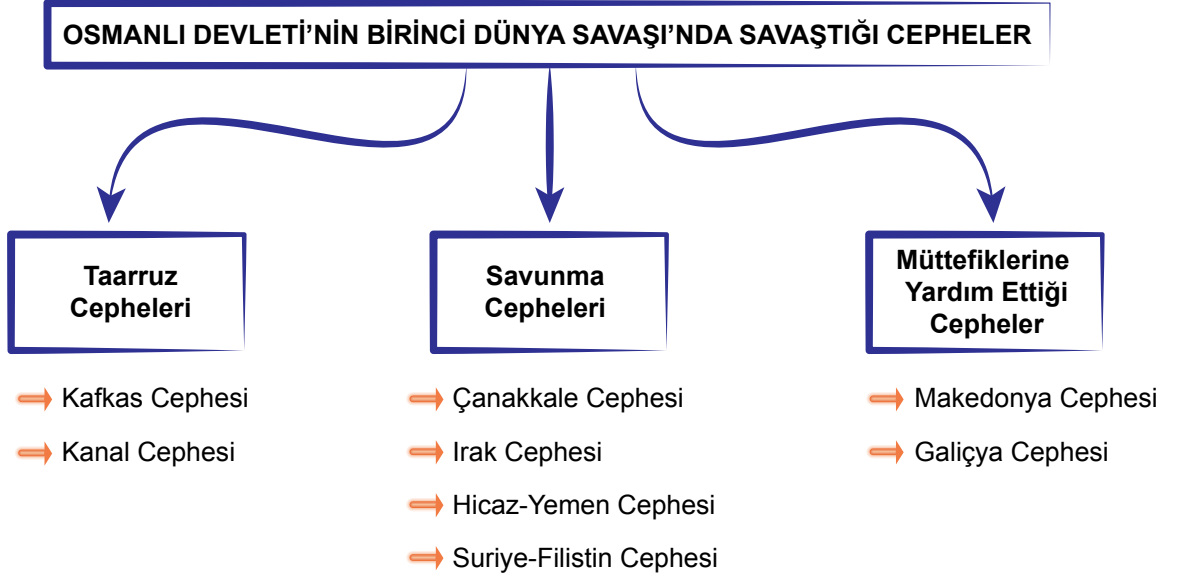 OSMANLI DEVLETİ’NİN BİRİNCİ DÜNYA SAVAŞI’NDA SAVAŞTIĞI CEPHELER
Taarruz
Cepheleri
Kafkas Cephesi
Kanal Cephesi
Savunma
Cepheleri
Çanakkale Cephesi
Irak Cephesi
Hicaz-Yemen Cephesi
Suriye-Filistin Cephesi
Müttefiklerine
Yardım Ettiği
Cepheler
Makedonya Cephesi
Galiçya Cephesi